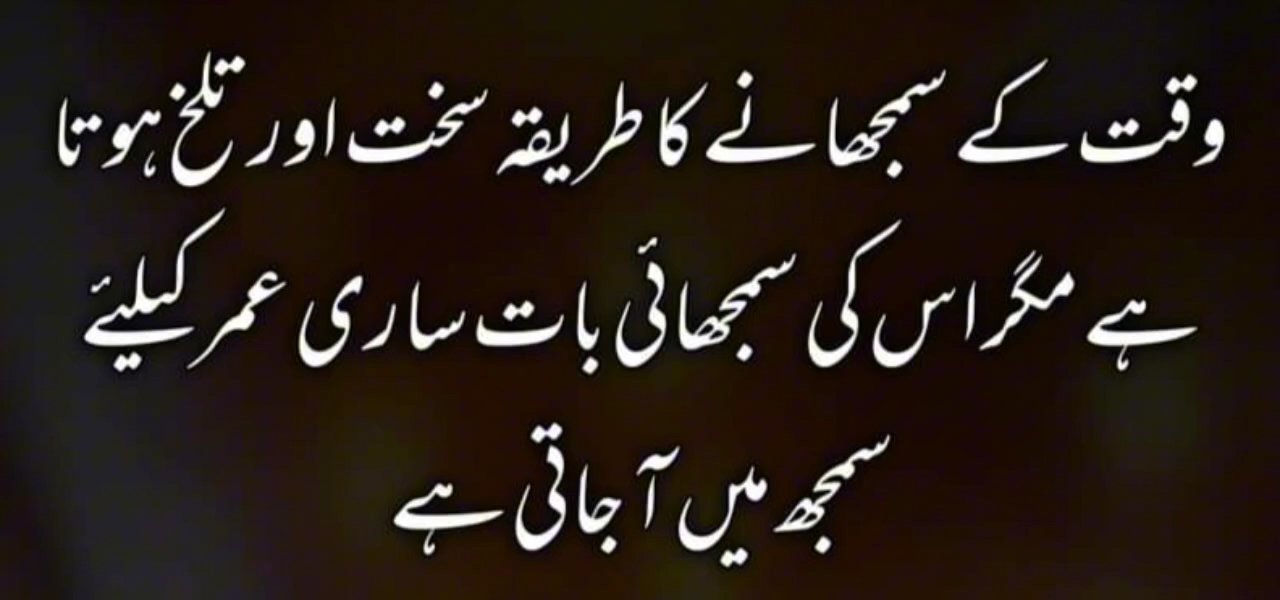 وقت کے سمجھانے کا طریقہ سخت اور تلخ ہوتا
ہے مگر اس کی سمجھائی بات ساری عمر کیلئے
سمجھ میں آ جاتی ہے